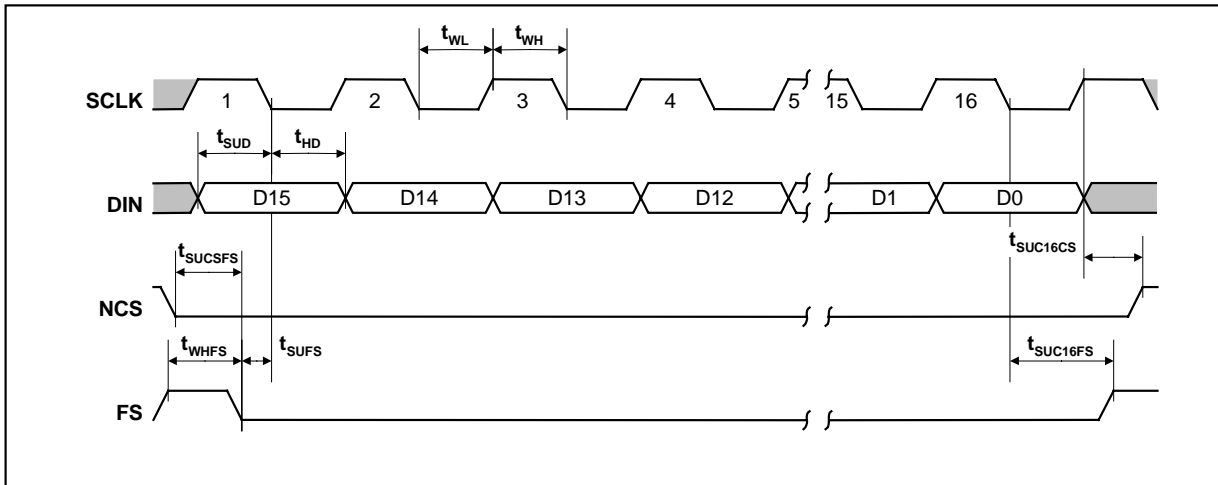 tWL tWH
SCLK 1 2 3 4 5 15 16
tSUD tHD
DIN D15 D14 D13 D12 D1 D0
tSUCSFS tSUC16CS
NCS
tWHFS tSUFS tSUC16FS
FS